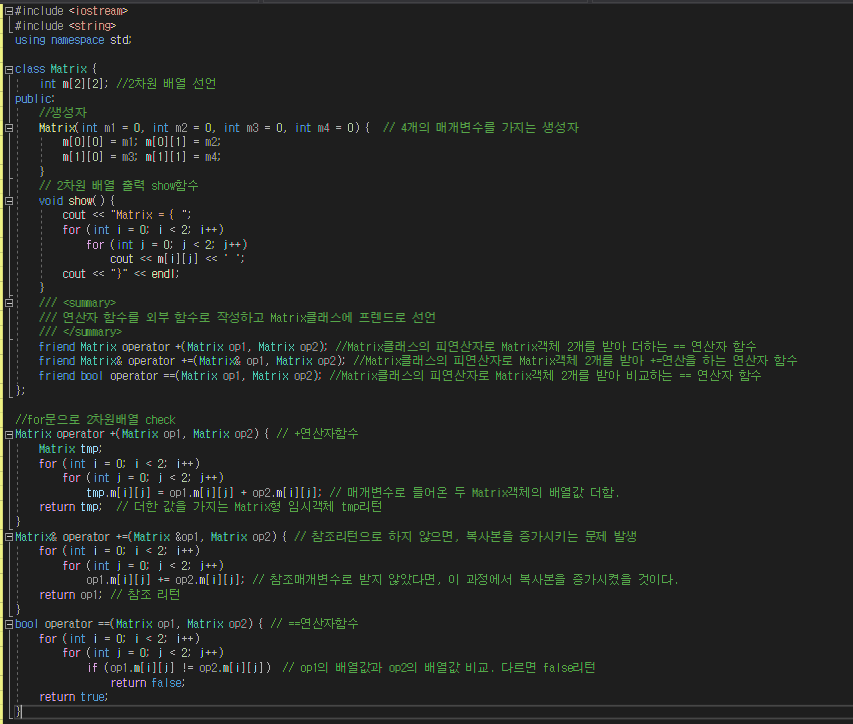 #include <iostream>
#include <string>
using namespace std;
class Matrix {
int m[2][2]; //2차원 배열 선언
public:
//생성자
Matrix(int m1 = 0, int m2 = 0, int m3 = 0, int m4 = 0) { // 4개의 매개변수를 가지는 생성자
m[0][0] = m1; m[0][1] = m2;
m[1][0] = m3; m[1][1] = m4;
}
// 2차원 배열 출력 show함수
void show() {
cout << "Matrix = { ";
for (int i = 0; i < 2; i++)
for (int j = 0; j < 2; j++)
cout << m[i][j] << ' ';
cout << "}" << endl;
}
/// <summary>
/// 연산자 함수를 외부 함수로 작성하고 Matrix클래스에 프렌드로 선언
/// </summary>
friend Matrix operator +(Matrix op1, Matrix op2); //Matrix클래스의 피연산자로 Matrix객체 2개를 받아 더하는 == 연산자 함수
friend Matrix& operator +=(Matrix& op1, Matrix op2); //Matrix클래스의 피연산자로 Matrix객체 2개를 받아 +=연산을 하는 연산자 함수
friend bool operator ==(Matrix op1, Matrix op2); //Matrix클래스의 피연산자로 Matrix객체 2개를 받아 비교하는 == 연산자 함수
};
//for문으로 2차원배열 check
Matrix operator +(Matrix op1, Matrix op2) { // +연산자함수
Matrix tmp;
for (int i = 0; i < 2; i++)
for (int j = 0; j < 2; j++)
tmp.m[i][j] = op1.m[i][j] + op2.m[i][j]; // 매개변수로 들어온 두 Matrix객체의 배열값 더함.
return tmp; // 더한 값을 가지는 Matrix형 임시객체 tmp리턴
}
Matrix& operator +=(Matrix &op1, Matrix op2) { // 참조리턴으로 하지 않으면, 복사본을 증가시키는 문제 발생
for (int i = 0; i < 2; i++)
for (int j = 0; j < 2; j++)
op1.m[i][j] += op2.m[i][j]; // 참조매개변수로 받지 않았다면, 이 과정에서 복사본을 증가시켰을 것이다.
return op1; // 참조 리턴
}
bool operator ==(Matrix op1, Matrix op2) { // ==연산자함수
for (int i = 0; i < 2; i++)
for (int j = 0; j < 2; j++)
if (op1.m[i][j] != op2.m[i][j]) // op1의 배열값과 op2의 배열값 비교. 다르면 false리턴
return false;
return true;
}